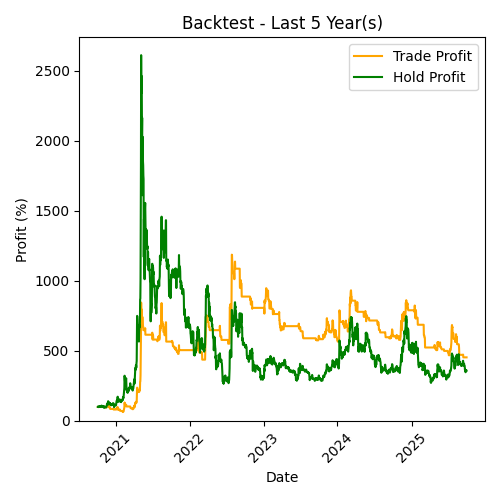 Backtest - Last 5 Year(s)
Trade Profit
Hold Profit
Profit (%)
2500
2000
1500
1000
500
0
2021
2022
2023
2024
2025
Date